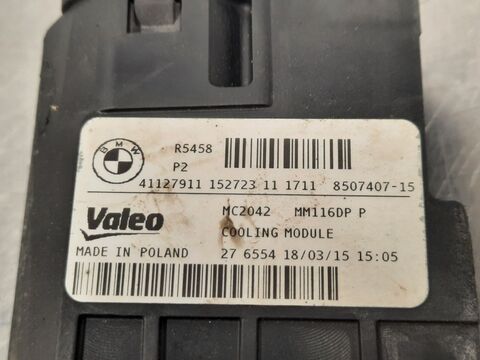 BMW
R5458
P2
41127911 152723 11 1711 8507407-15
Valeo MC2042 MM116DP P
COOLING MODULE
MADE IN POLAND 27 6554 18/03/15 15:05